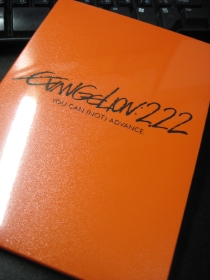 EVANGELION:2.22
YOU CAN (NOT) ADVANCE.